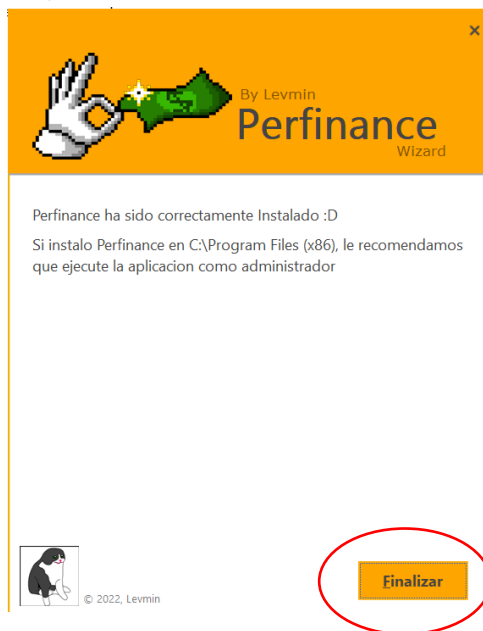 ×
By Levmin
Perfinance
Wizard
Perfinance ha sido correctamente Instalado :D
Si instalo Perfinance en C:\Program Files (x86), le recomendamos
que ejecute la aplicacion como administrador
© 2022, Levmin
Finalizar